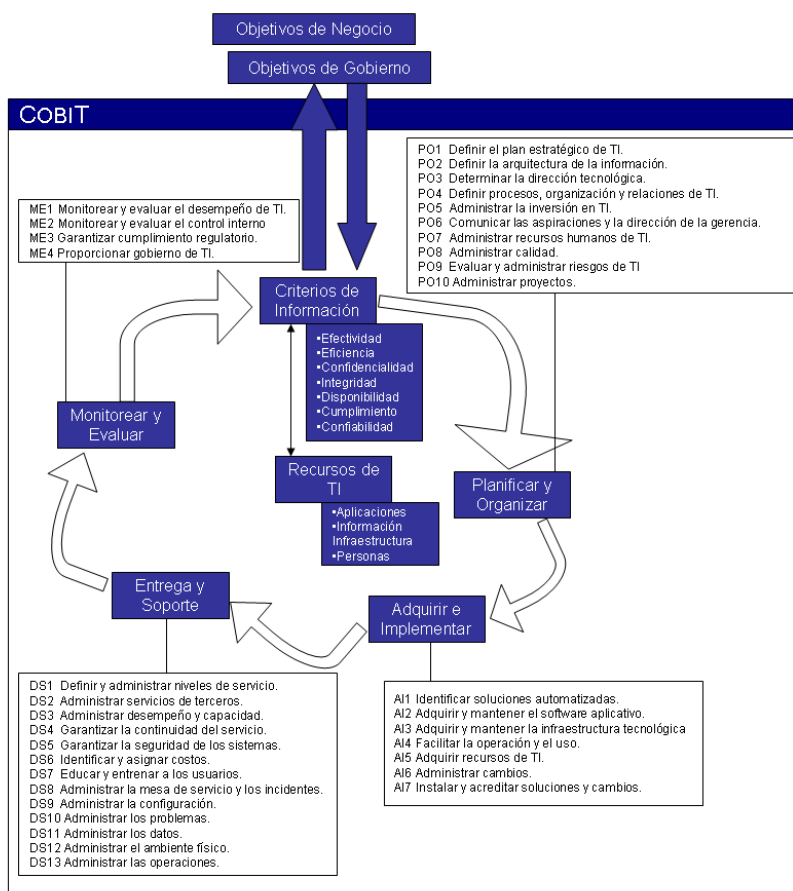 Objetivos de Negocio
Objetivos de Gobierno
COBIT
PO1 Definir el plan estratégico de TI.
PO2 Definir la arquitectura de la información.
PO3 Determinar la dirección tecnológica.
PO4 Definir procesos, organización y relaciones de TI.
PO5 Administrar la inversión en TI.
PO6 Comunicar las aspiraciones y la dirección de la gerencia.
PO7 Administrar recursos humanos de TI.
PO8 Administrar calidad.
PO9 Evaluar y administrar riesgos de TI
PO10 Administrar proyectos.
ME1 Monitorear y evaluar el desempeño de TI.
ME2 Monitorear y evaluar el control interno
ME3 Garantizar cumplimiento regulatorio.
ME4 Proporcionar gobierno de TI.
Criterios de
Información
▪Efectividad
▪Eficiencia
▪Confidencialidad
▪Integridad
▪Disponibilidad
▪Cumplimiento
▪Confiabilidad
Monitorear y
Evaluar
Recursos de
TI
▪Aplicaciones
▪Información
Infraestructura
▪Personas
Planificar y
Organizar
Entrega y
Soporte
Adquirir e
Implementar
DS1 Definir y administrar niveles de servicio.
DS2 Administrar servicios de terceros.
DS3 Administrar desempeño y capacidad.
DS4 Garantizar la continuidad del servicio.
DS5 Garantizar la seguridad de los sistemas.
DS6 Identificar y asignar costos.
DS7 Educar y entrenar a los usuarios.
DS8 Administrar la mesa de servicio y los incidentes.
DS9 Administrar la configuración.
DS10 Administrar los problemas.
DS11 Administrar los datos.
DS12 Administrar el ambiente físico.
DS13 Administrar las operaciones.
AI1 Identificar soluciones automatizadas.
AI2 Adquirir y mantener el software aplicativo.
AI3 Adquirir y mantener la infraestructura tecnológica
AI4 Facilitar la operación y el uso.
AI5 Adquirir recursos de TI.
AI6 Administrar cambios.
AI7 Instalar y acreditar soluciones y cambios.